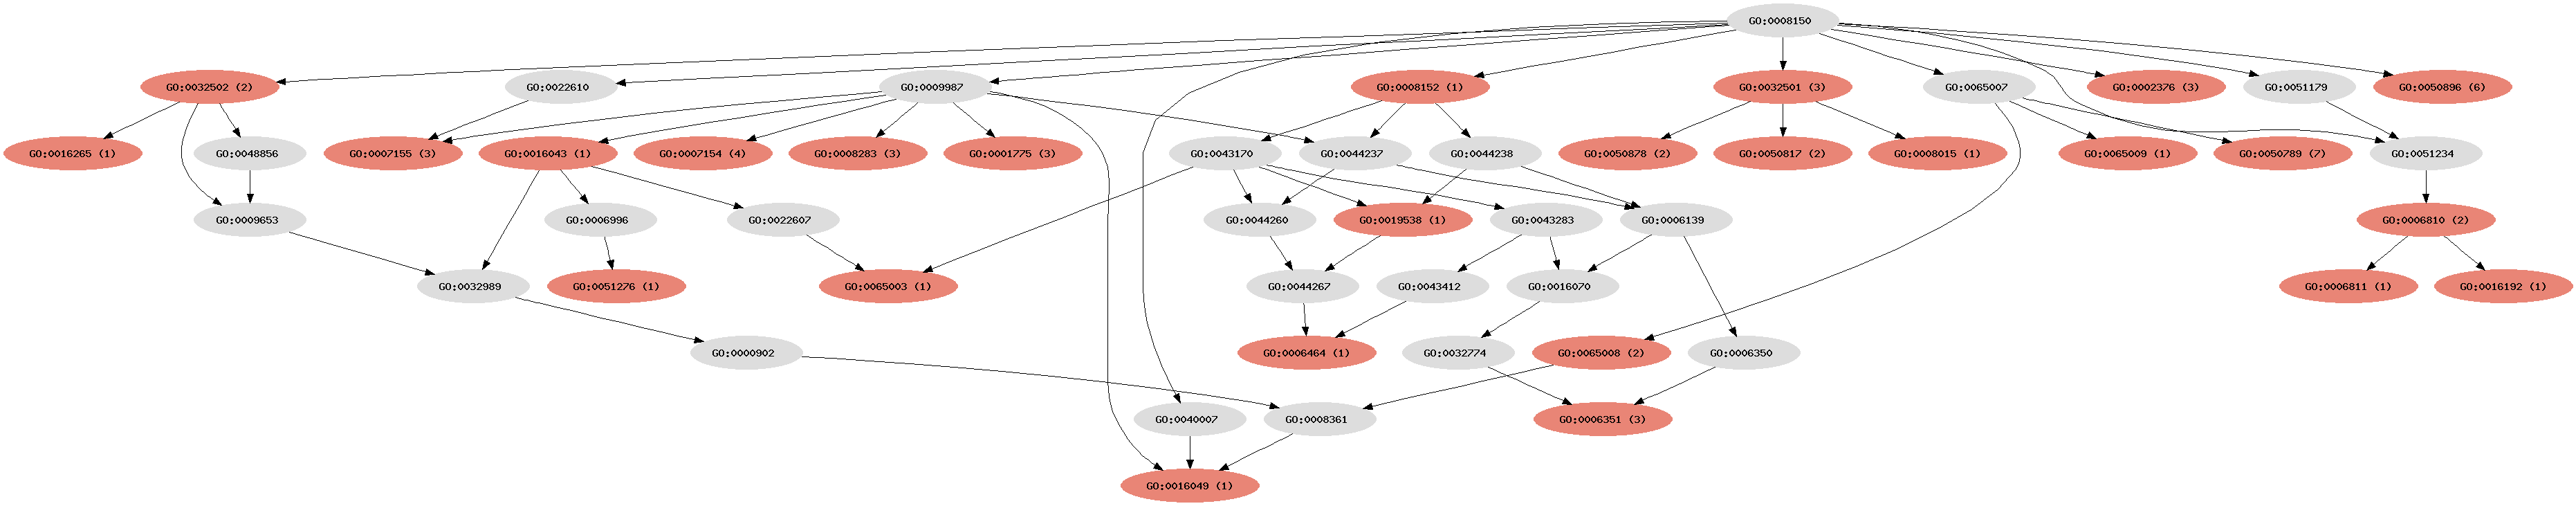 GO:0008150
GO:0032502 (2)
GO:0022610
GO:0009987
GO:0008152 (1)
GO:0032501 (3)
GO:0065007
GO:0002376 (3)
GO:0051179
GO:0050896 (6)
GO:0016265 (1)
GO:0048856
GO:0007155 (3)
GO:0016043 (1)
GO:0007154 (4)
GO:0008283 (3)
GO:0001775 (3)
GO:0043170
GO:0044237
GO:0044238
GO:0050878 (2)
GO:0050817 (2)
GO:0008015 (1)
GO:0065009 (1)
GO:0050789 (7)
GO:0051234
GO:0009653
GO:0006996
GO:0022607
GO:0044260
GO:0019538 (1)
GO:0043283
GO:0006139
GO:0006810 (2)
GO:0032989
GO:0051276 (1)
GO:0065003 (1)
GO:0044267
GO:0043412
GO:0016070
GO:0006811 (1)
GO:0016192 (1)
GO:0000902
GO:0006464 (1)
GO:0032774
GO:0065008 (2)
GO:0006350
GO:0040007
GO:0008361
GO:0006351 (3)
GO:0016049 (1)